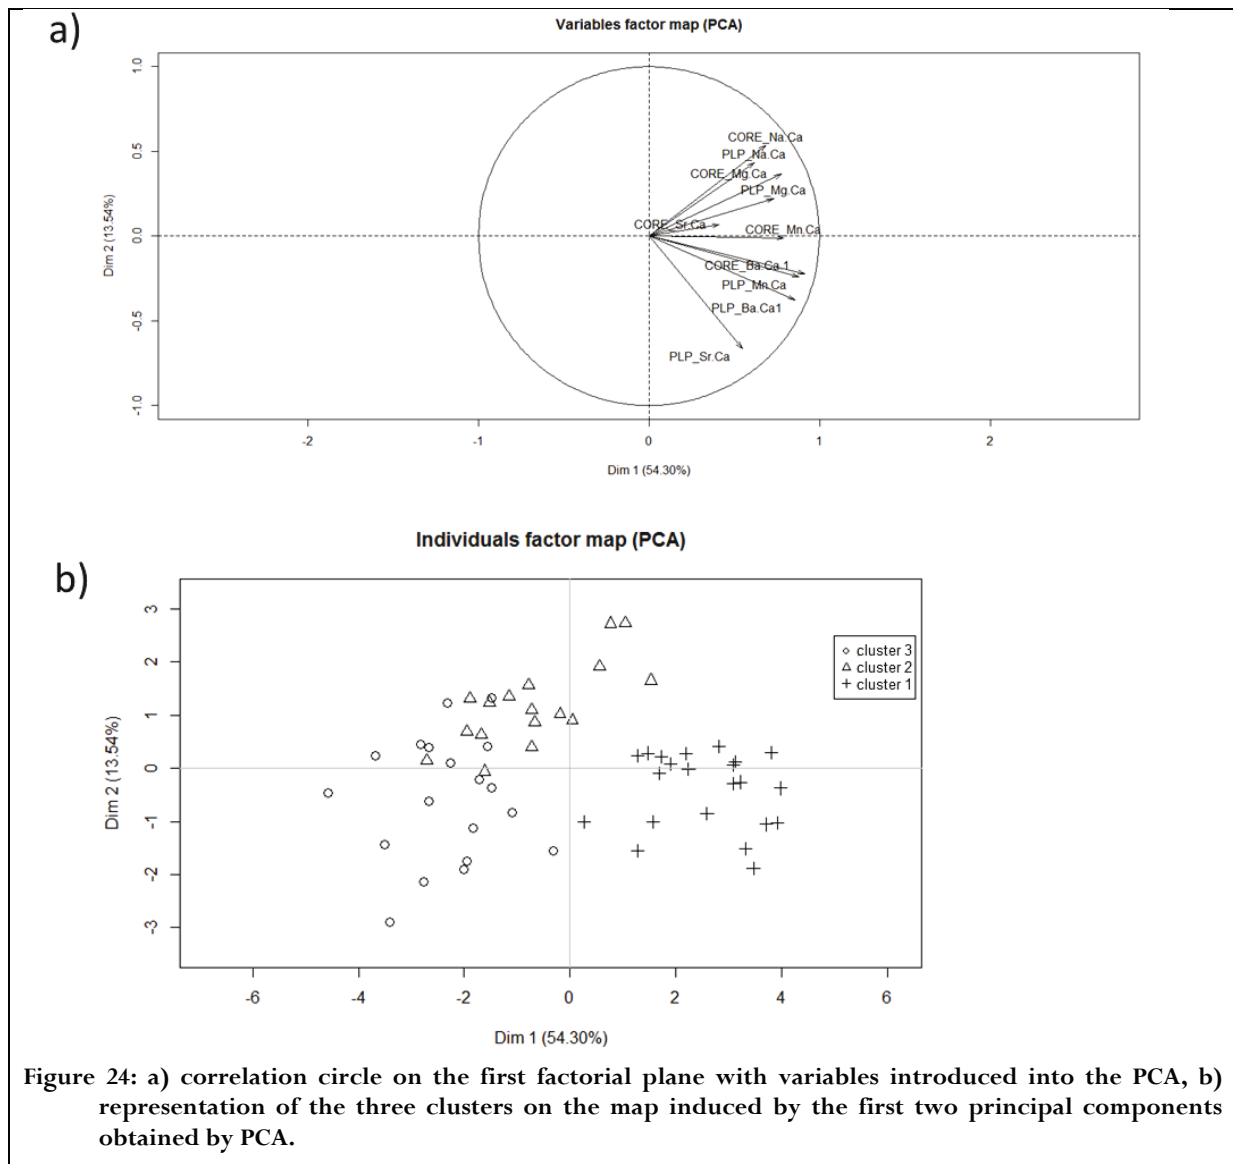 a)
Variables factor map (PCA)
Dim 2 (13.54%)
1.0
0.5
0.0
-0.5
-1.0
CORE_Na.Ca
PLP_Na.Ca
CORE_Mg.Ca
PLP_Mg.Ca
CORE_Sr.Ca
CORE_Mn.Ca
CORE_Ba.Ca.1
PLP_Mn.Ca
PLP_Ba.Ca1
PLP_Sr.Ca
-2 -1 0 1 2
Dim 1 (54.30%)
b)
Individuals factor map (PCA)
Dim 2 (13.54%)
3
2
1
0
-1
-2
-3
cluster 3
cluster 2
cluster 1
-6 -4 -2 0 2 4 6
Dim 1 (54.30%)
Figure 24: a) correlation circle on the first factorial plane with variables introduced into the PCA, b)
representation of the three clusters on the map induced by the first two principal components
obtained by PCA.